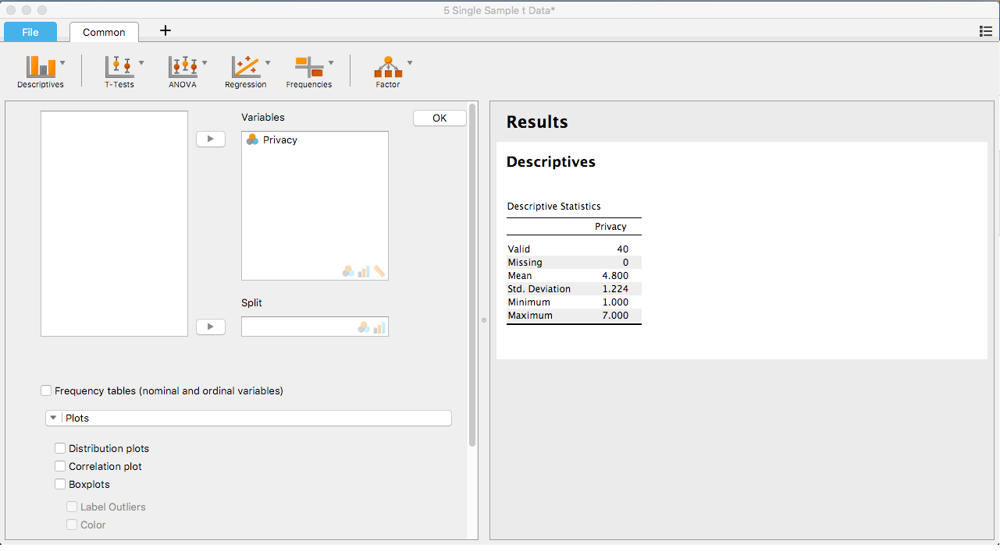 5 Single Sample t Data*
File
Common
+
Descriptives
T-Tests
ANOVA
Regression
Frequencies
Factor
Variables
OK
Privacy
Split
Frequency tables (nominal and ordinal variables)
Plots
Distribution plots
Correlation plot
Boxplots
Label Outliers
Color
Results
Descriptives
Descriptive Statistics
Privacy
Valid 40
Missing 0
Mean 4.800
Std. Deviation 1.224
Minimum 1.000
Maximum 7.000